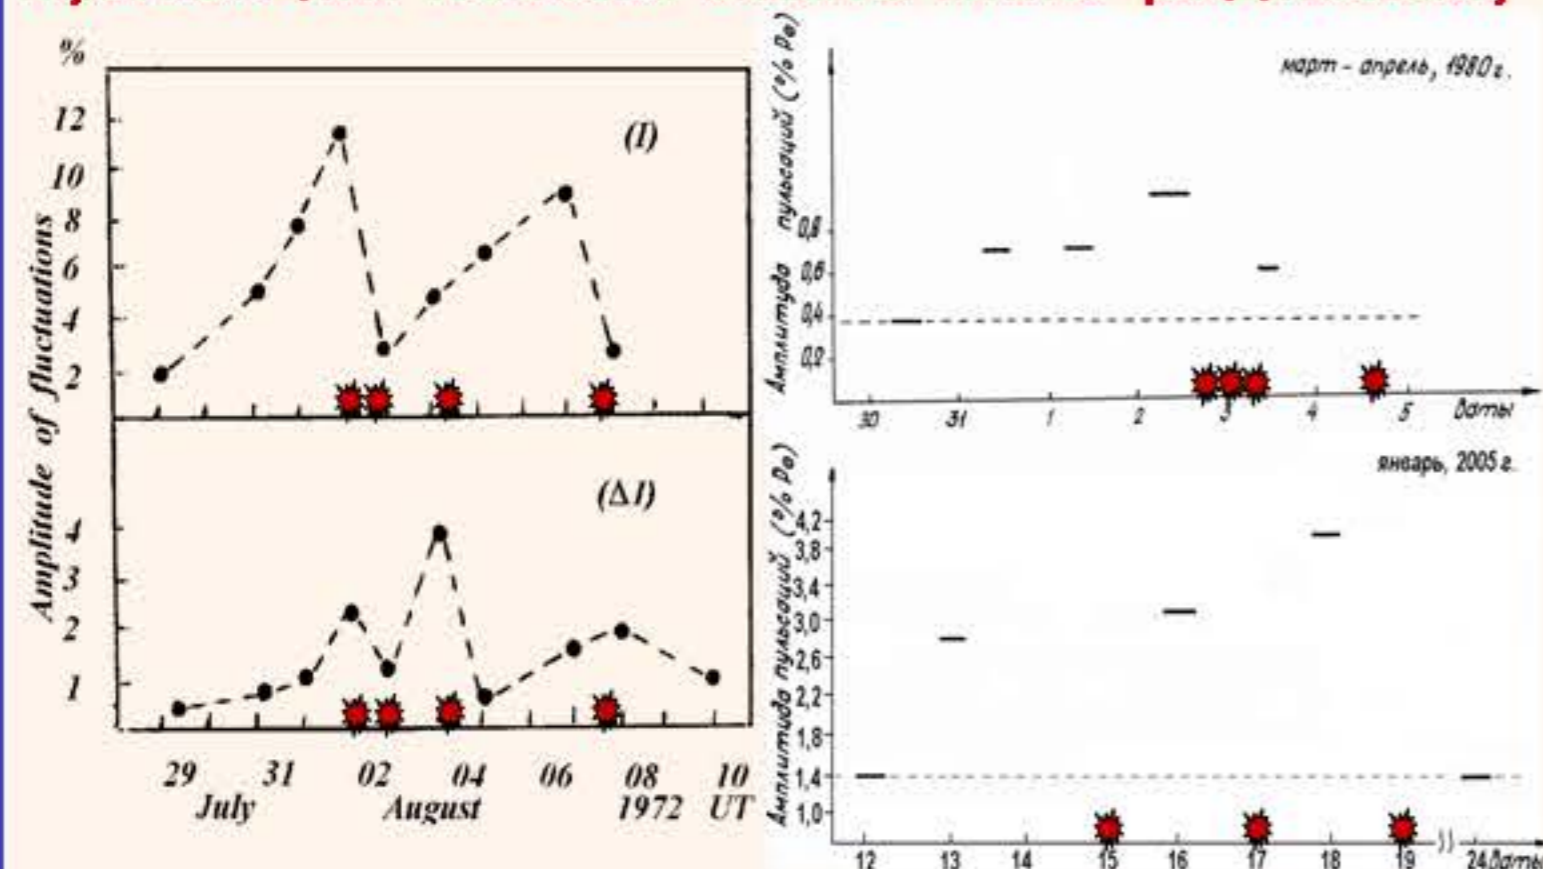 %
12
10
8
6
4
2
(I)
Amplitude of fluctuations
4
3
2
1
(ΔI)
29 31 02 04 06 08 10
July August 1972 UT
Амплитуда пульсаций (% Ро)
март - апрель, 1980 г.
0,8
0,6
0,4
0,2
30 31 1 2 3 4 5 даты
Амплитуда пульсаций (% Ро)
январь, 2005 г.
4,2
3,8
3,4
3,0
2,6
2,2
1,8
1,4
1,0
12 13 14 15 16 17 18 19 24 даты